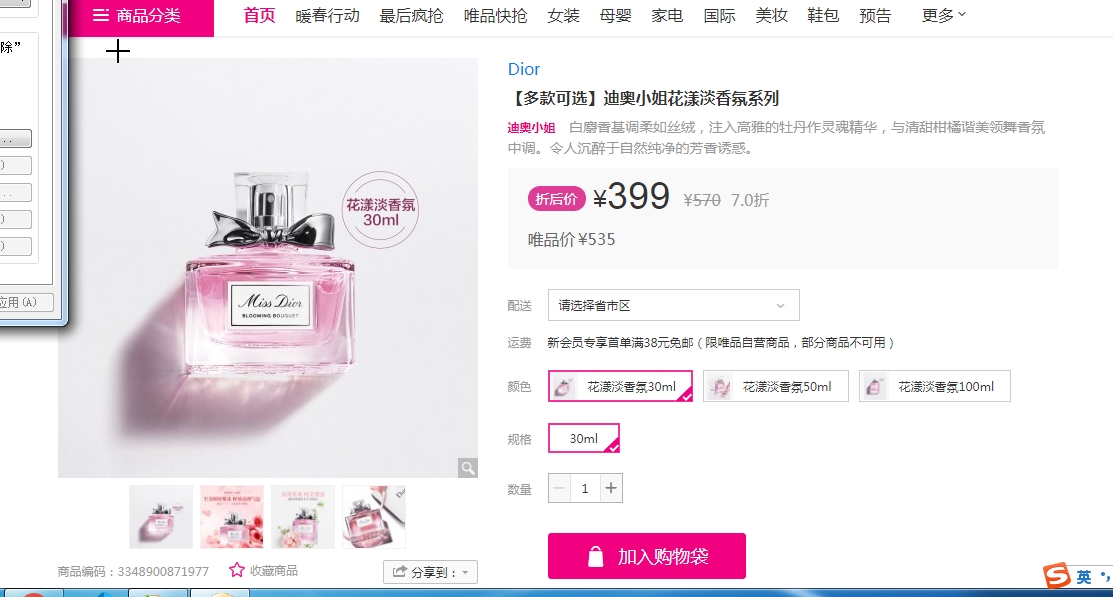 商品分类
首页 暖春行动 最后疯抢 唯品快抢 女装 母婴 家电 国际 美妆 鞋包 预告 更多
除”
Dior
【多款可选】迪奥小姐花漾淡香氛系列
迪奥小姐 白麝香基调柔如丝绒，注入高雅的牡丹作灵魂精华，与清甜柑橘谐美领舞香氛
中调。令人沉醉于自然纯净的芳香诱惑。
折后价 ¥399 ¥570 7.0折
唯品价 ¥535
花漾淡香氛
30ml
Miss Dior
BLOOMING BOUQUET
应用(A)
配送 请选择省市区
运费 新会员专享首单满38元免邮（限唯品自营商品，部分商品不可用）
颜色 花漾淡香氛30ml 花漾淡香氛50ml 花漾淡香氛100ml
规格 30ml
数量 1
加入购物袋
商品编码：3348900871977 收藏商品 分享到：
英